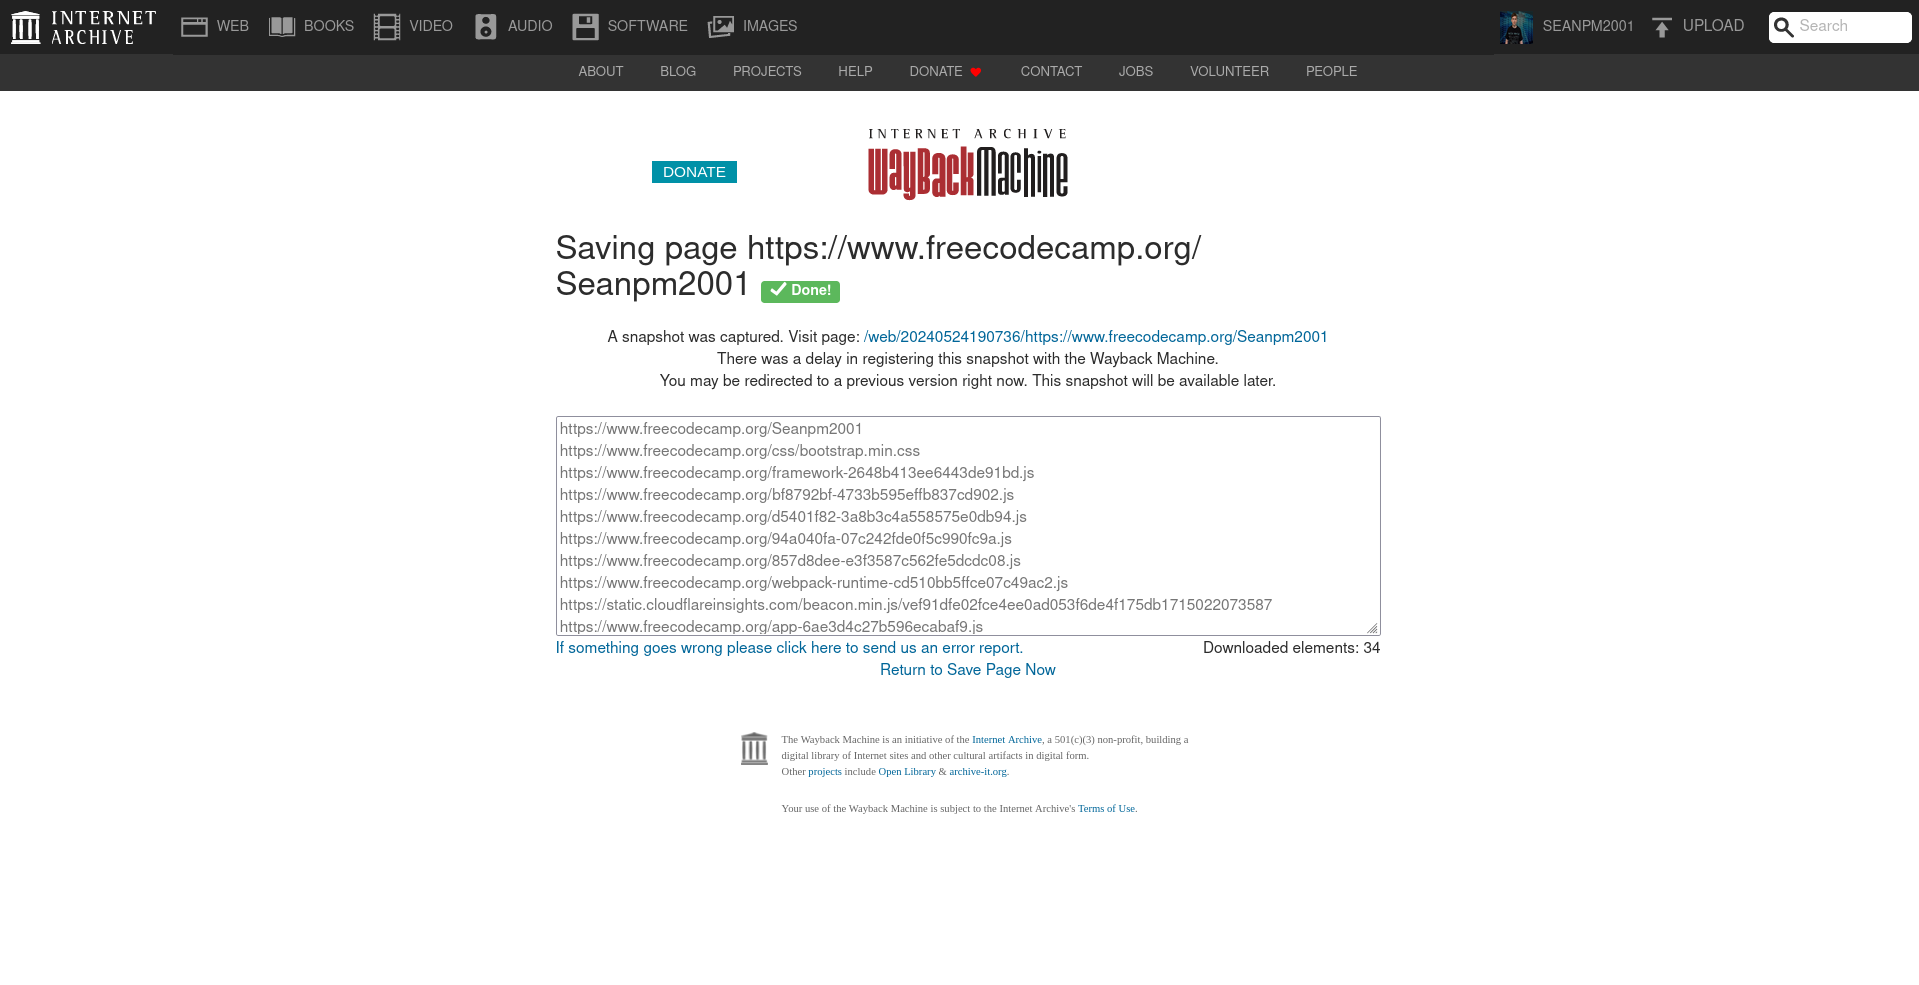 INTERNET ARCHIVE
WEB BOOKS VIDEO AUDIO SOFTWARE IMAGES SEANPM2001 UPLOAD Search
ABOUT BLOG PROJECTS HELP DONATE CONTACT JOBS VOLUNTEER PEOPLE
INTERNET ARCHIVE
WayBackMachine
DONATE
Saving page https://www.freecodecamp.org/
Seanpm2001 Done!
A snapshot was captured. Visit page: /web/20240524190736/https://www.freecodecamp.org/Seanpm2001
There was a delay in registering this snapshot with the Wayback Machine.
You may be redirected to a previous version right now. This snapshot will be available later.
https://www.freecodecamp.org/Seanpm2001
https://www.freecodecamp.org/css/bootstrap.min.css
https://www.freecodecamp.org/framework-2648b413ee6443de91bd.js
https://www.freecodecamp.org/bf8792bf-4733b595effb837cd902.js
https://www.freecodecamp.org/d5401f82-3a8b3c4a558575e0db94.js
https://www.freecodecamp.org/94a040fa-07c242fde0f5c990fc9a.js
https://www.freecodecamp.org/857d8dee-e3f3587c562fe5dcdc08.js
https://www.freecodecamp.org/webpack-runtime-cd510bb5ffce07c49ac2.js
https://static.cloudflareinsights.com/beacon.min.js/vef91dfe02fce4ee0ad053f6de4f175db1715022073587
https://www.freecodecamp.org/app-6ae3d4c27b596ecabaf9.js
If something goes wrong please click here to send us an error report. Downloaded elements: 34
Return to Save Page Now
The Wayback Machine is an initiative of the Internet Archive, a 501(c)(3) non-profit, building a
digital library of Internet sites and other cultural artifacts in digital form.
Other projects include Open Library & archive-it.org.
Your use of the Wayback Machine is subject to the Internet Archive's Terms of Use.